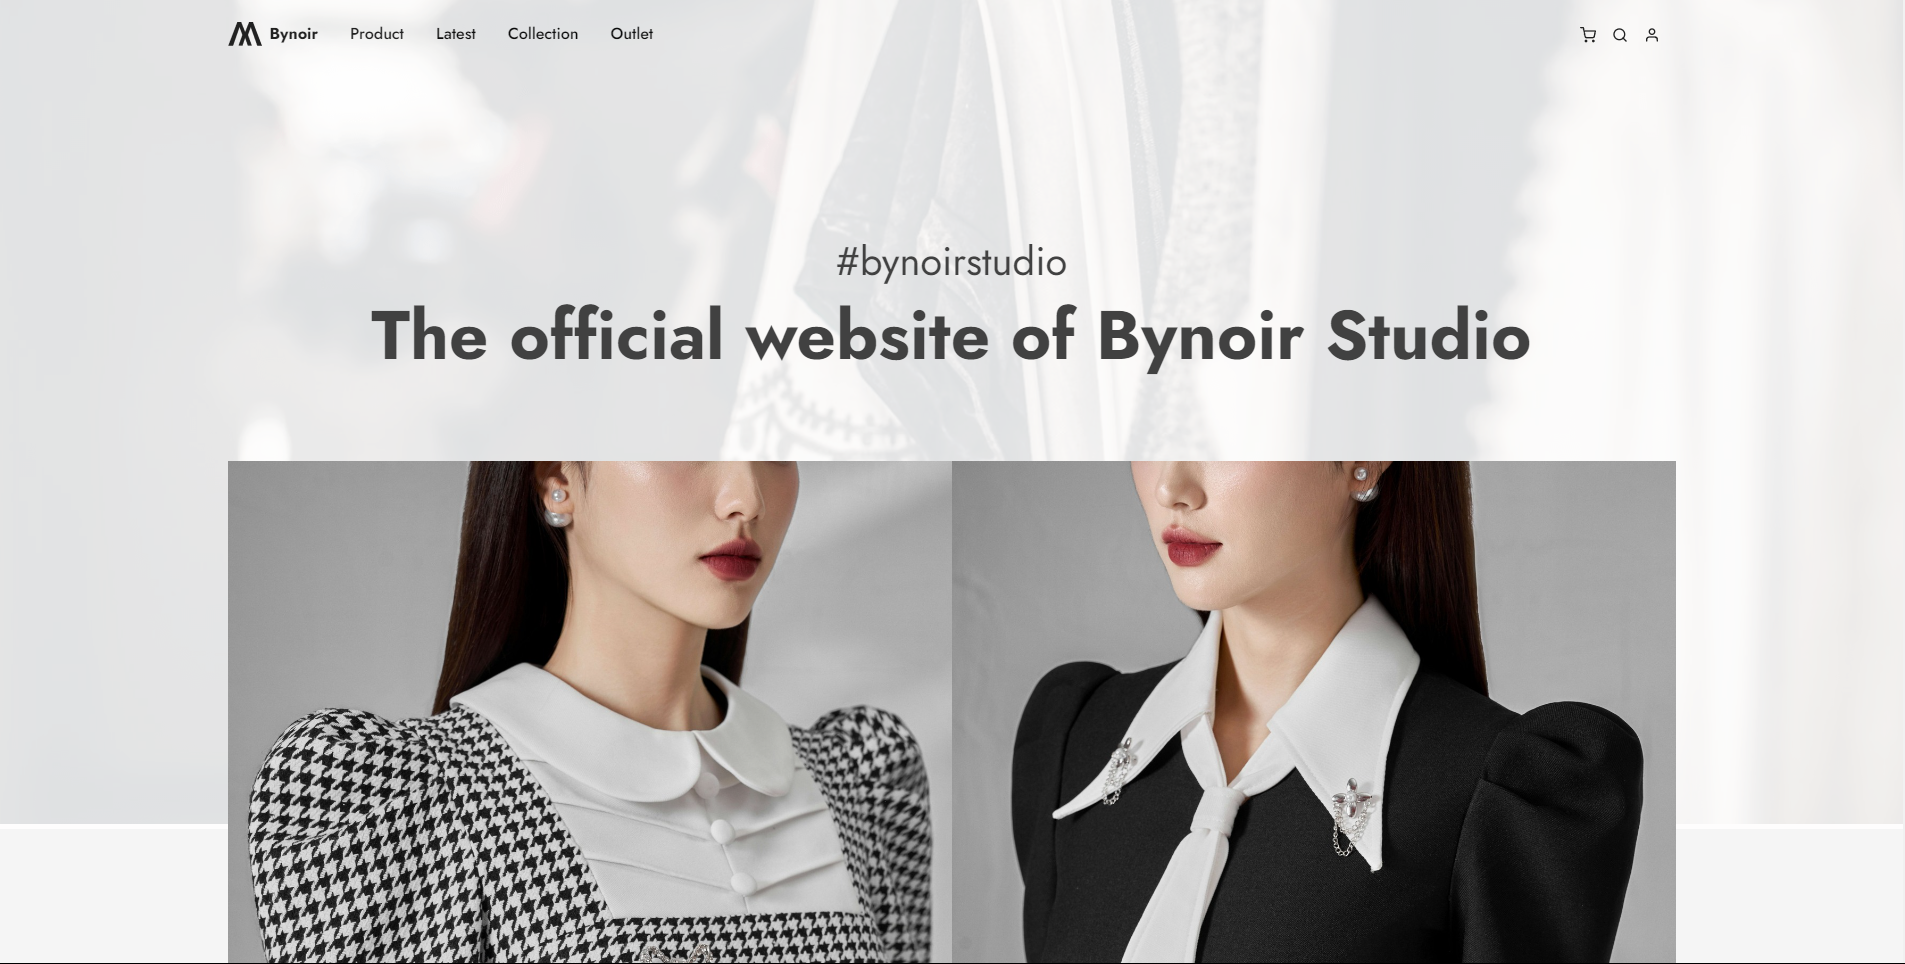 Bynoir Product Latest Collection Outlet
#bynoirstudio
The official website of Bynoir Studio